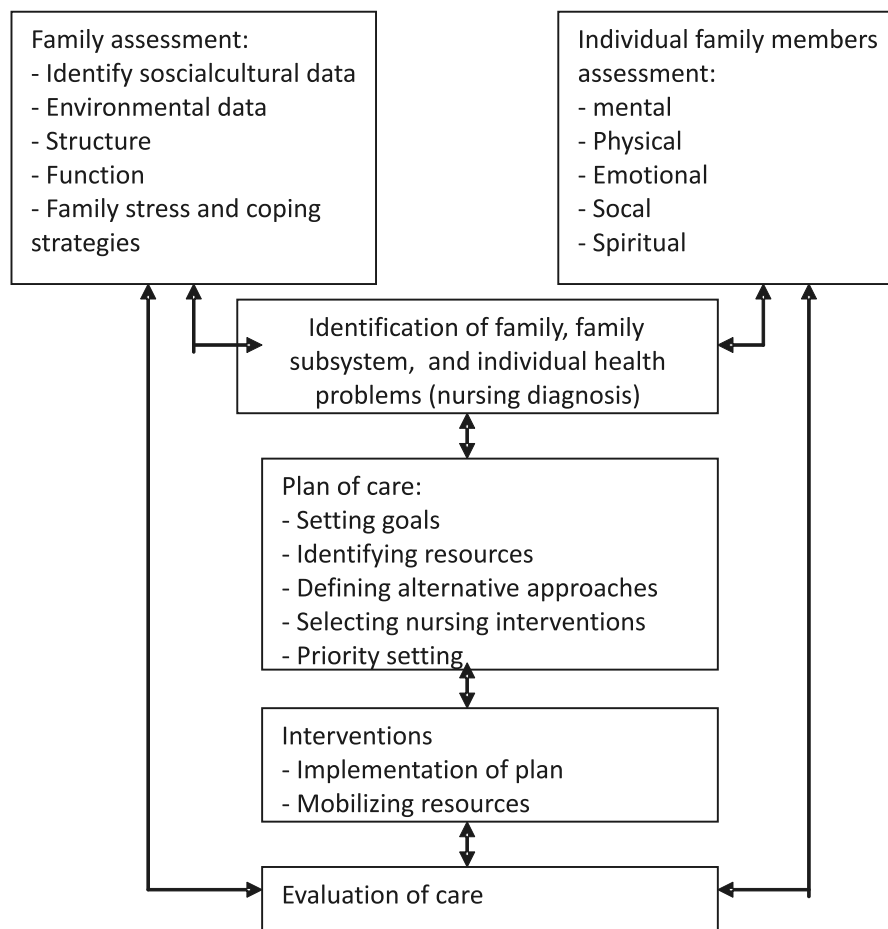 Family assessment:
- Identify soscialcultural data
- Environmental data
- Structure
- Function
- Family stress and coping
strategies
Individual family members
assessment:
- mental
- Physical
- Emotional
- Socal
- Spiritual
Identification of family, family
subsystem,  and individual health
problems (nursing diagnosis)
Plan of care:
- Setting goals
- Identifying resources
- Defining alternative approaches
- Selecting nursing interventions
- Priority setting
Interventions
- Implementation of plan
- Mobilizing resources
Evaluation of care